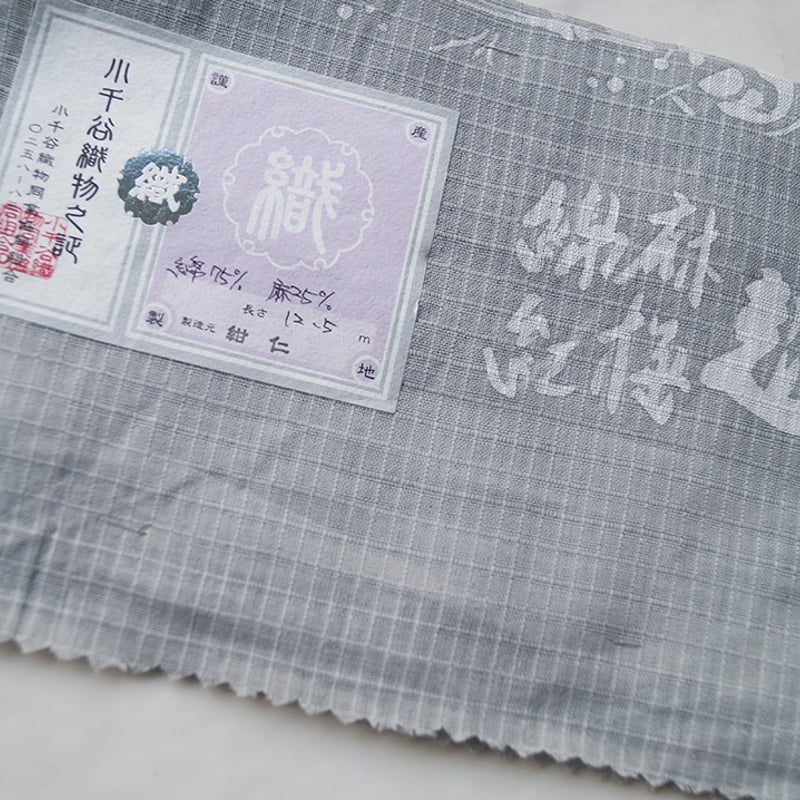 小千谷織物之証
小千谷織物同業協同組合
〇二五八-八
織
謹
産
織
綿75% 麻25%
長さ 12.5 m
製造元 紺仁
製
地
綿麻
紅梅
越